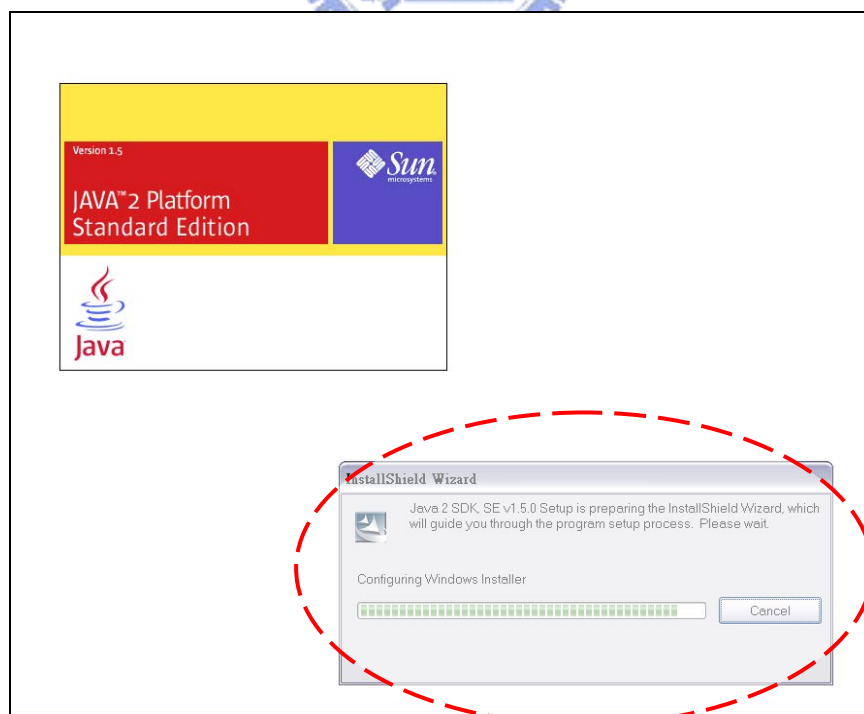 Version 1.5
JAVA™2 Platform
Standard Edition
Sun
microsystems
Java
InstallShield Wizard
Java 2 SDK, SE v1.5.0 Setup is preparing the InstallShield Wizard, which
will guide you through the program setup process. Please wait.
Configuring Windows Installer
Cancel